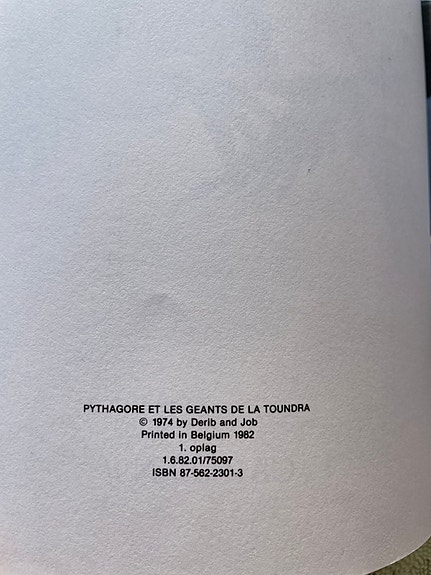 PYTHAGORE ET LES GEANTS DE LA TOUNDRA
© 1974 by Derib and Job
Printed in Belgium 1982
1. oplag
1.6.82.01/75097
ISBN 87-562-2301-3